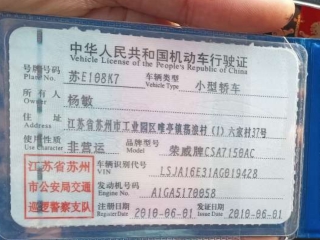 中华人民共和国机动车行驶证
Vehicle License of the People's Republic of China
号牌号码 苏E108K7 车辆类型 小型轿车
Plate No. Vehicle Type
所有人 杨敏
Owner
住址 江苏省苏州市工业园区唯亭镇 (1) 六家村37号
Address
使用性质 非营运 品牌型号 荣威牌CSA7150AC
Use Character Model
江苏省苏州
市公安局交通
巡逻警察支队
车辆识别代号 LSJA16E31AG019428
VIN
发动机号码 A1GA5170058
Engine No.
注册日期 2010-06-01 发证日期 2010-06-01
Register Date Issue Date